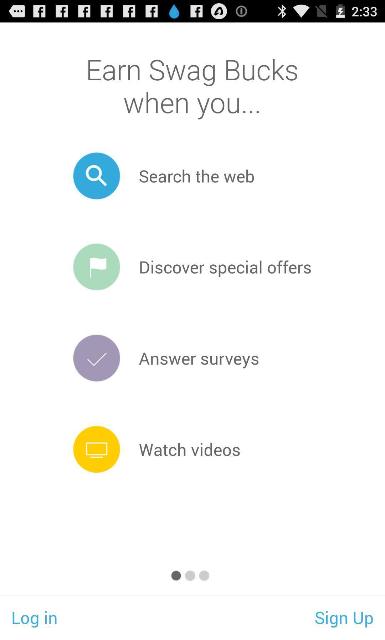 2:33
Earn Swag Bucks
when you...
Search the web
Discover special offers
Answer surveys
Watch videos
Log in
Sign Up